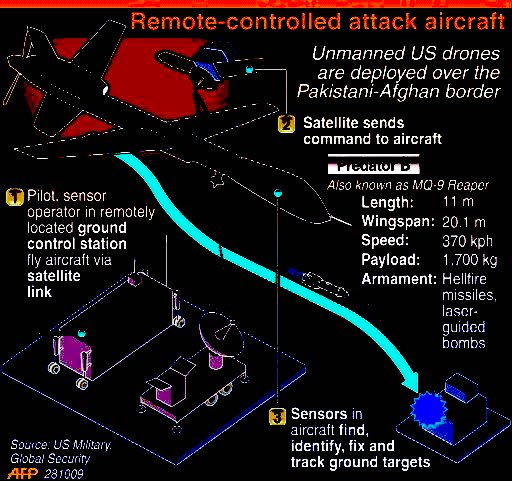 Remote-controlled attack aircraft
Unmanned US drones
are deployed over the
Pakistani-Afghan border
2 Satellite sends
command to aircraft
Predator B
Also known as MQ-9 Reaper
Length: 11 m
Wingspan: 20.1 m
Speed: 370 kph
Payload: 1,700 kg
Armament: Hellfire
missiles,
laser-
guided
bombs
1 Pilot, sensor
operator in remotely
located ground
control station
fly aircraft via
satellite
link
3 Sensors in
aircraft find,
identify, fix and
track ground targets
Source: US Military,
Global Security
AFP 281009